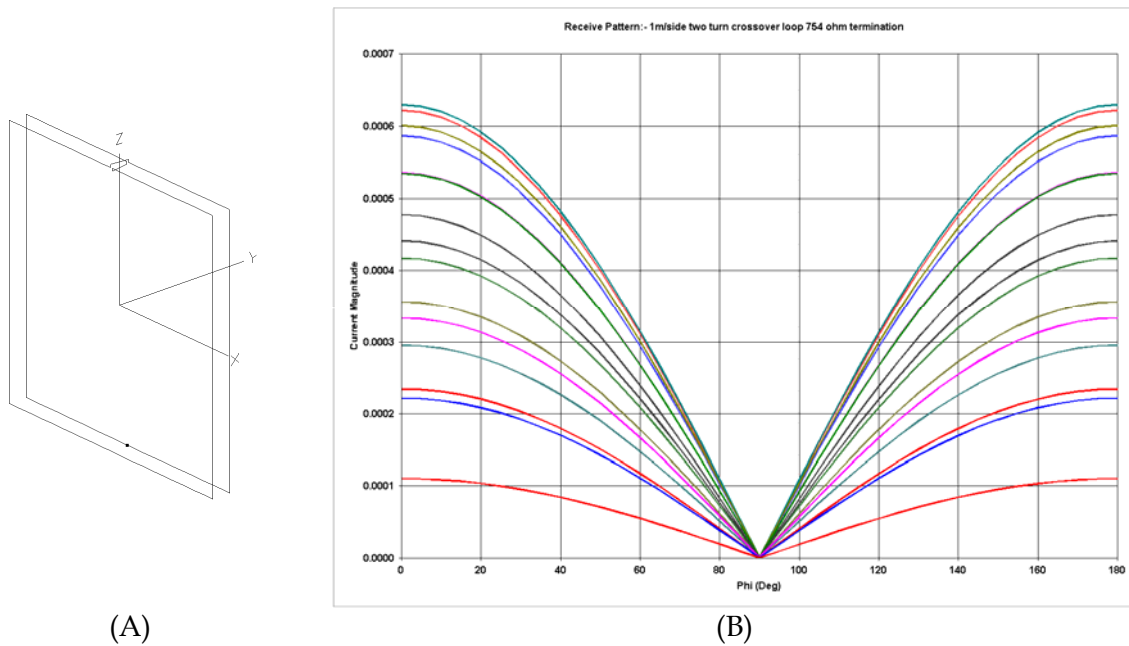 Z
Y
X
(A)
Receive Pattern:- 1m/side two turn crossover loop 754 ohm termination
0.0007
0.0006
0.0005
0.0004
0.0003
0.0002
0.0001
0.0000
Current Magnitude
0 20 40 60 80 100 120 140 160 180
Phi (Deg)
(B)